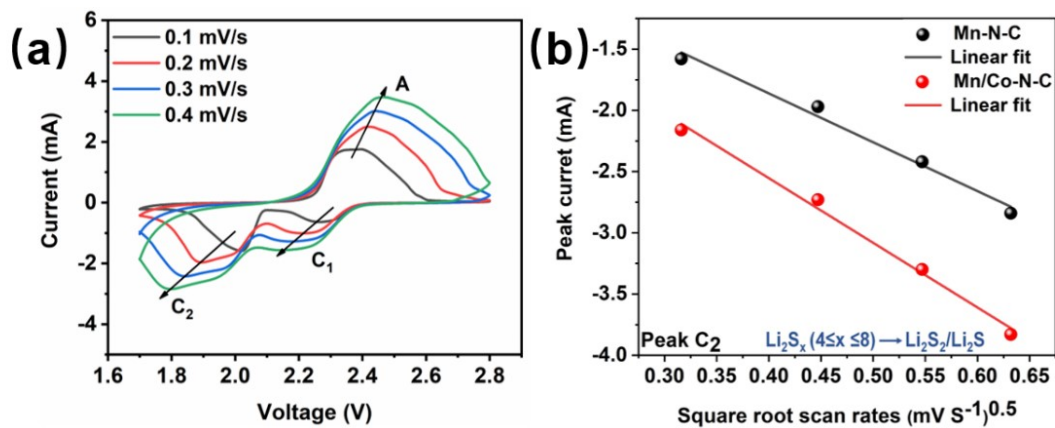 (a)
0.1 mV/s
0.2 mV/s
0.3 mV/s
0.4 mV/s
A
C₁
C₂
6
4
2
0
-2
-4
Current (mA)
1.6 1.8 2.0 2.2 2.4 2.6 2.8
Voltage (V)
(b)
Mn-N-C
Linear fit
Mn/Co-N-C
Linear fit
-1.5
-2.0
-2.5
-3.0
-3.5
-4.0
Peak curret (mA)
Peak C₂ Li₂Sₓ (4≤x ≤8) → Li₂S₂/Li₂S
0.30 0.35 0.40 0.45 0.50 0.55 0.60 0.65
Square root scan rates (mV S⁻¹)⁰·⁵